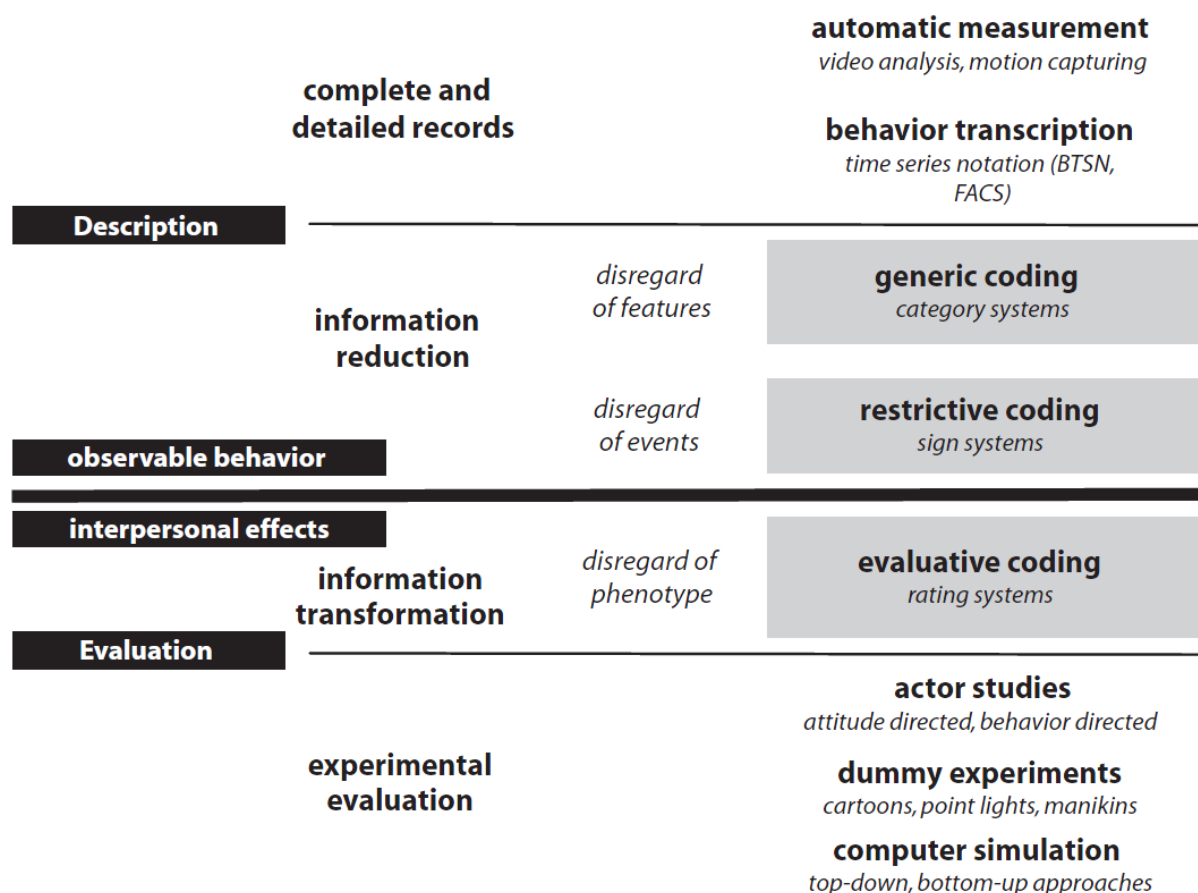 automatic measurement
video analysis, motion capturing
complete and
detailed records
behavior transcription
time series notation (BTSN,
FACS)
Description
disregard
of features
generic coding
category systems
information
reduction
disregard
of events
restrictive coding
sign systems
observable behavior
interpersonal effects
disregard of
phenotype
evaluative coding
rating systems
information
transformation
Evaluation
actor studies
attitude directed, behavior directed
experimental
evaluation
dummy experiments
cartoons, point lights, manikins
computer simulation
top-down, bottom-up approaches